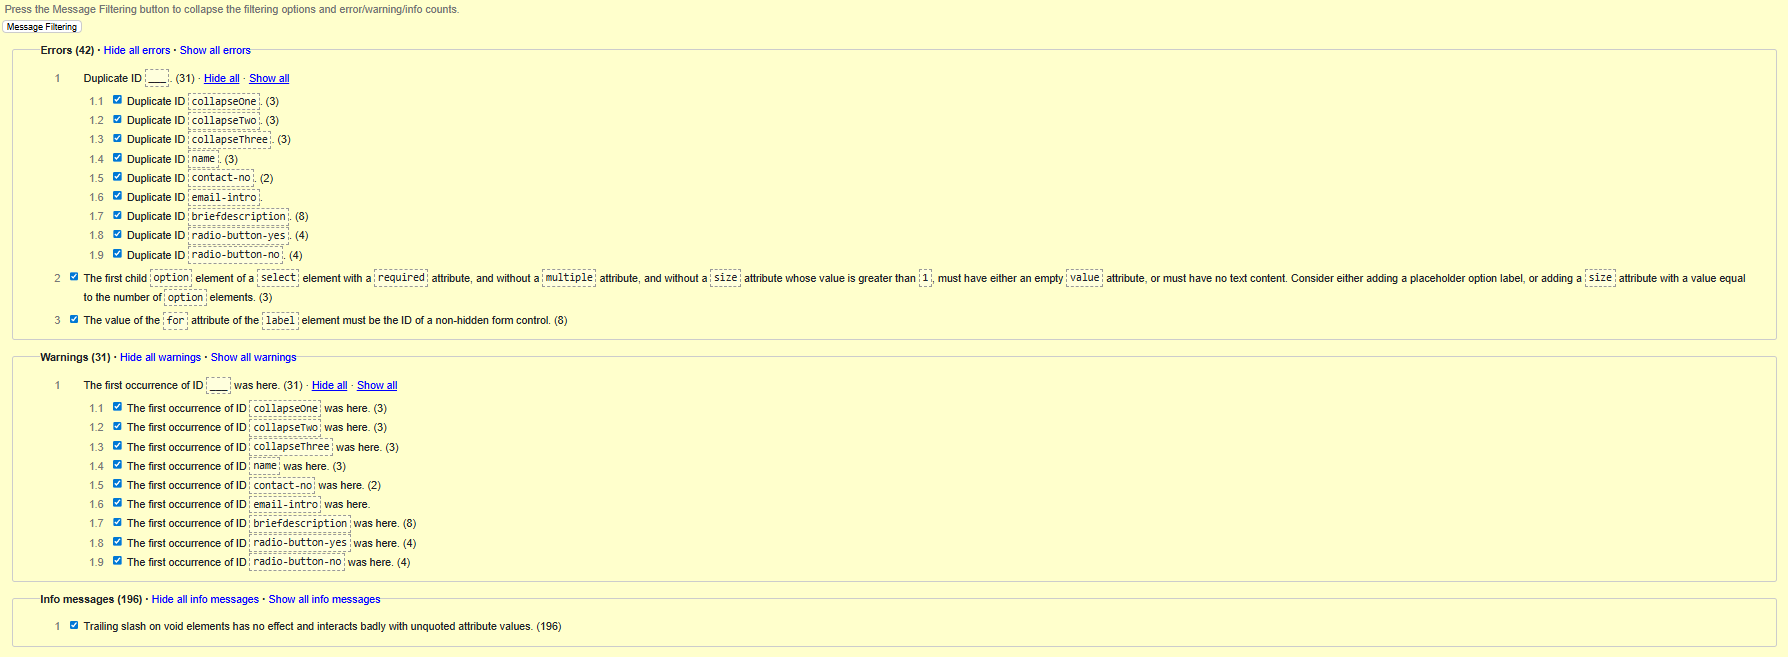 Press the Message Filtering button to collapse the filtering options and error/warning/info counts.
Message Filtering
Errors (42) · Hide all errors · Show all errors
1 Duplicate ID ___. (31) · Hide all · Show all
1.1 Duplicate ID collapseOne. (3)
1.2 Duplicate ID collapseTwo. (3)
1.3 Duplicate ID collapseThree. (3)
1.4 Duplicate ID name. (3)
1.5 Duplicate ID contact-no. (2)
1.6 Duplicate ID email-intro.
1.7 Duplicate ID briefdescription. (8)
1.8 Duplicate ID radio-button-yes. (4)
1.9 Duplicate ID radio-button-no. (4)
2 The first child option element of a select element with a required attribute, and without a multiple attribute, and without a size attribute whose value is greater than 1, must have either an empty value attribute, or must have no text content. Consider either adding a placeholder option label, or adding a size attribute with a value equal
to the number of option elements. (3)
3 The value of the for attribute of the label element must be the ID of a non-hidden form control. (8)
Warnings (31) · Hide all warnings · Show all warnings
1 The first occurrence of ID ___ was here. (31) · Hide all · Show all
1.1 The first occurrence of ID collapseOne was here. (3)
1.2 The first occurrence of ID collapseTwo was here. (3)
1.3 The first occurrence of ID collapseThree was here. (3)
1.4 The first occurrence of ID name was here. (3)
1.5 The first occurrence of ID contact-no was here. (2)
1.6 The first occurrence of ID email-intro was here.
1.7 The first occurrence of ID briefdescription was here. (8)
1.8 The first occurrence of ID radio-button-yes was here. (4)
1.9 The first occurrence of ID radio-button-no was here. (4)
Info messages (196) · Hide all info messages · Show all info messages
1 Trailing slash on void elements has no effect and interacts badly with unquoted attribute values. (196)